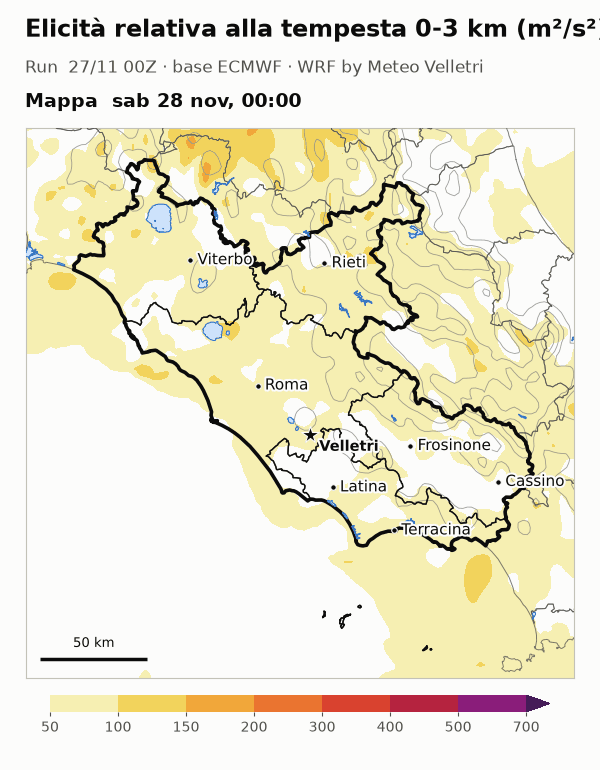 Elicità relativa alla tempesta 0-3 km (m²/s²)
Run 27/11 00Z · base ECMWF · WRF by Meteo Velletri
Mappa sab 28 nov, 00:00
Viterbo
Rieti
Roma
Velletri
Frosinone
Cassino
Latina
Terracina
50 km
50 100 150 200 300 400 500 700